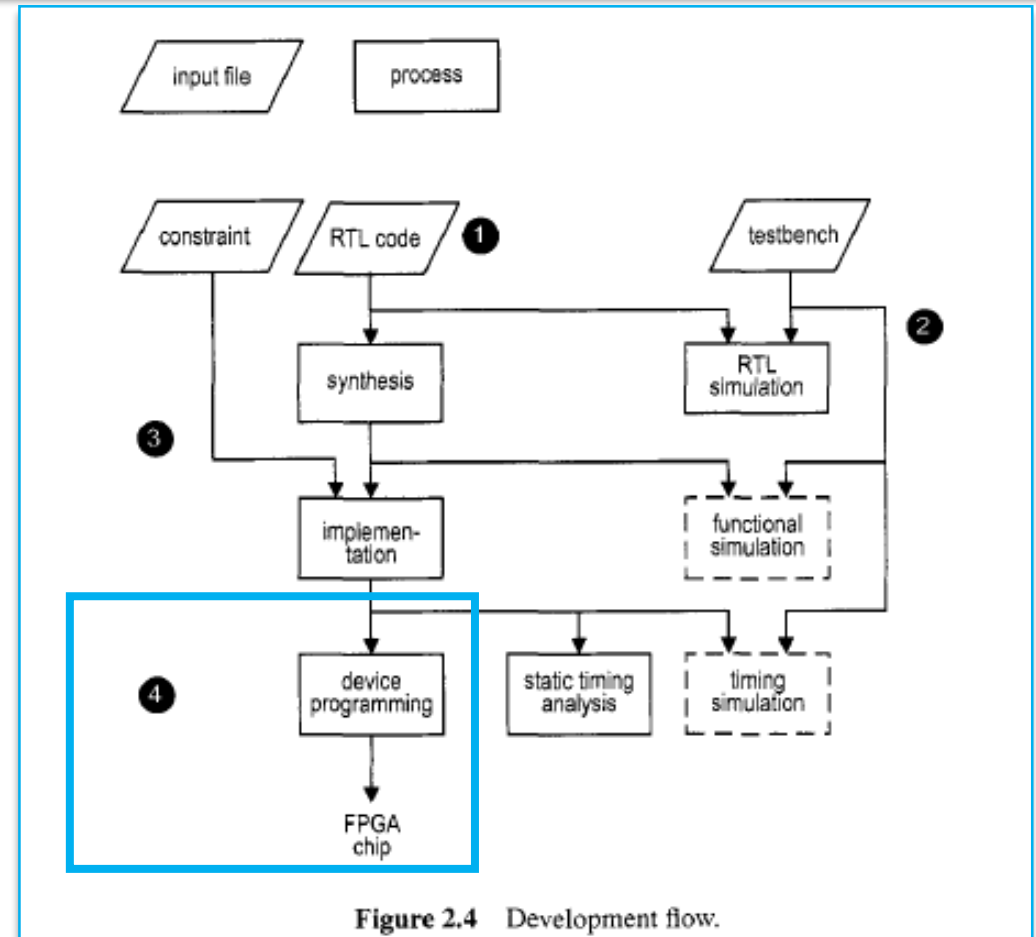 input file
process
constraint
RTL code
1
testbench
2
synthesis
RTL
simulation
3
implemen-
tation
functional
simulation
4
device
programming
static timing
analysis
timing
simulation
FPGA
chip
Figure 2.4 Development flow.